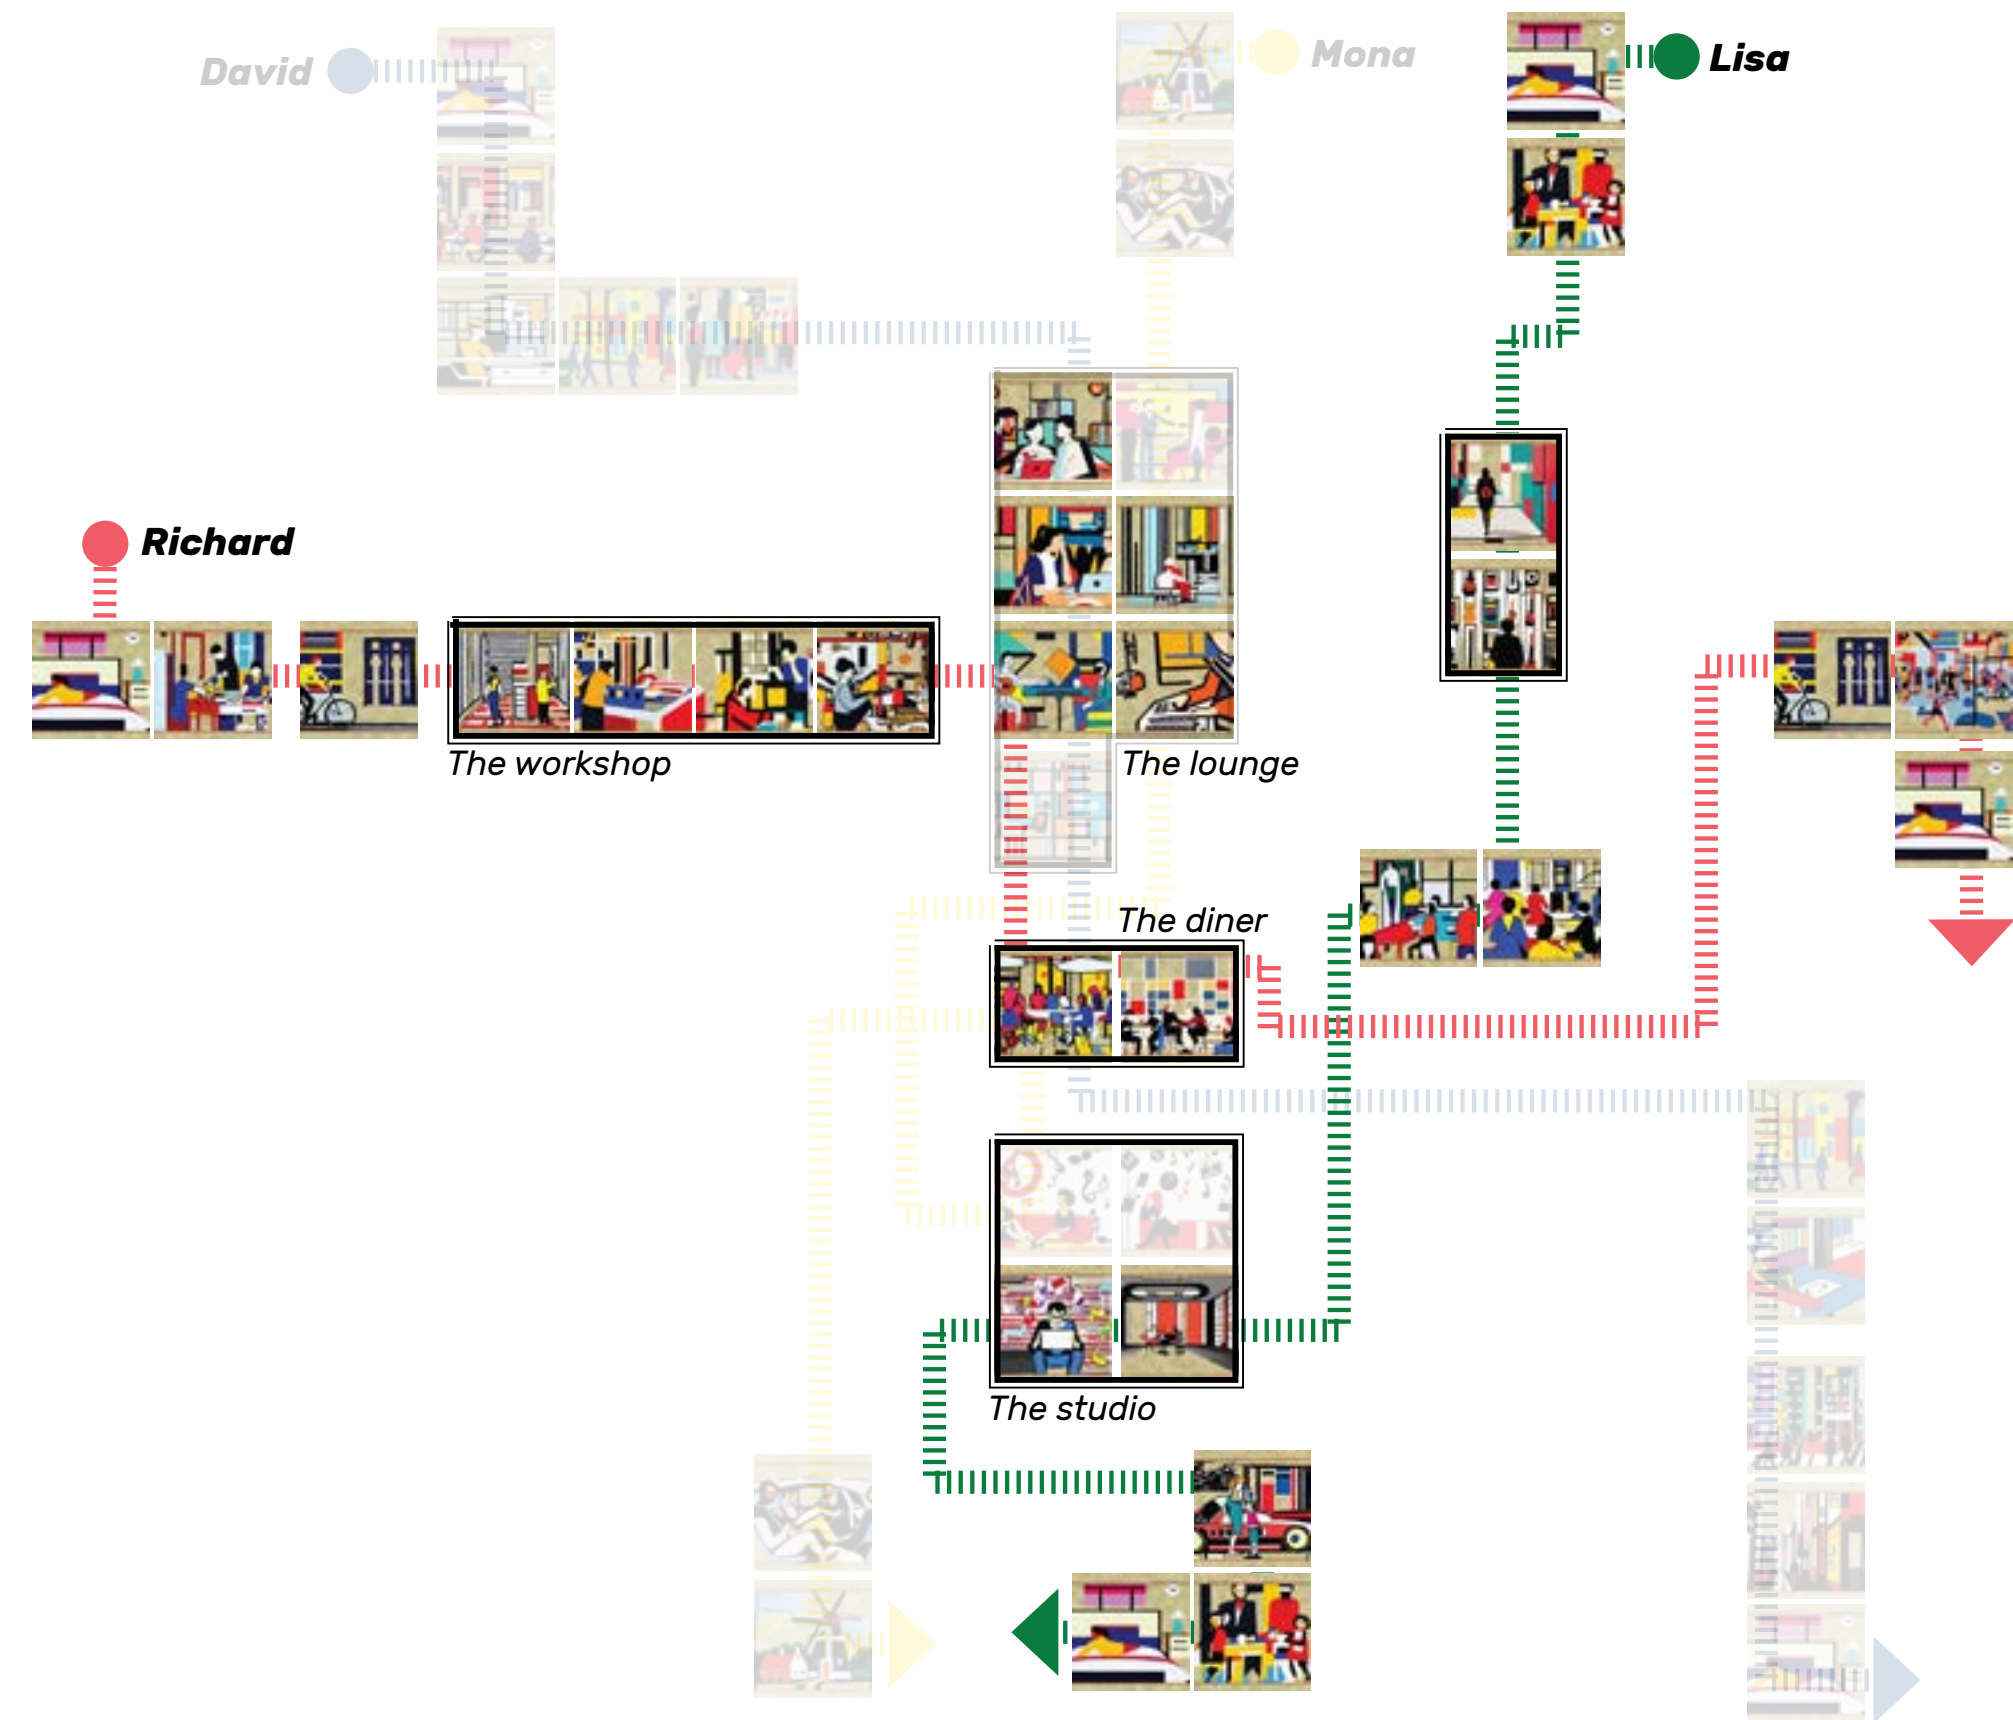 David
Mona
Lisa
Richard
The workshop
The lounge
The diner
The studio